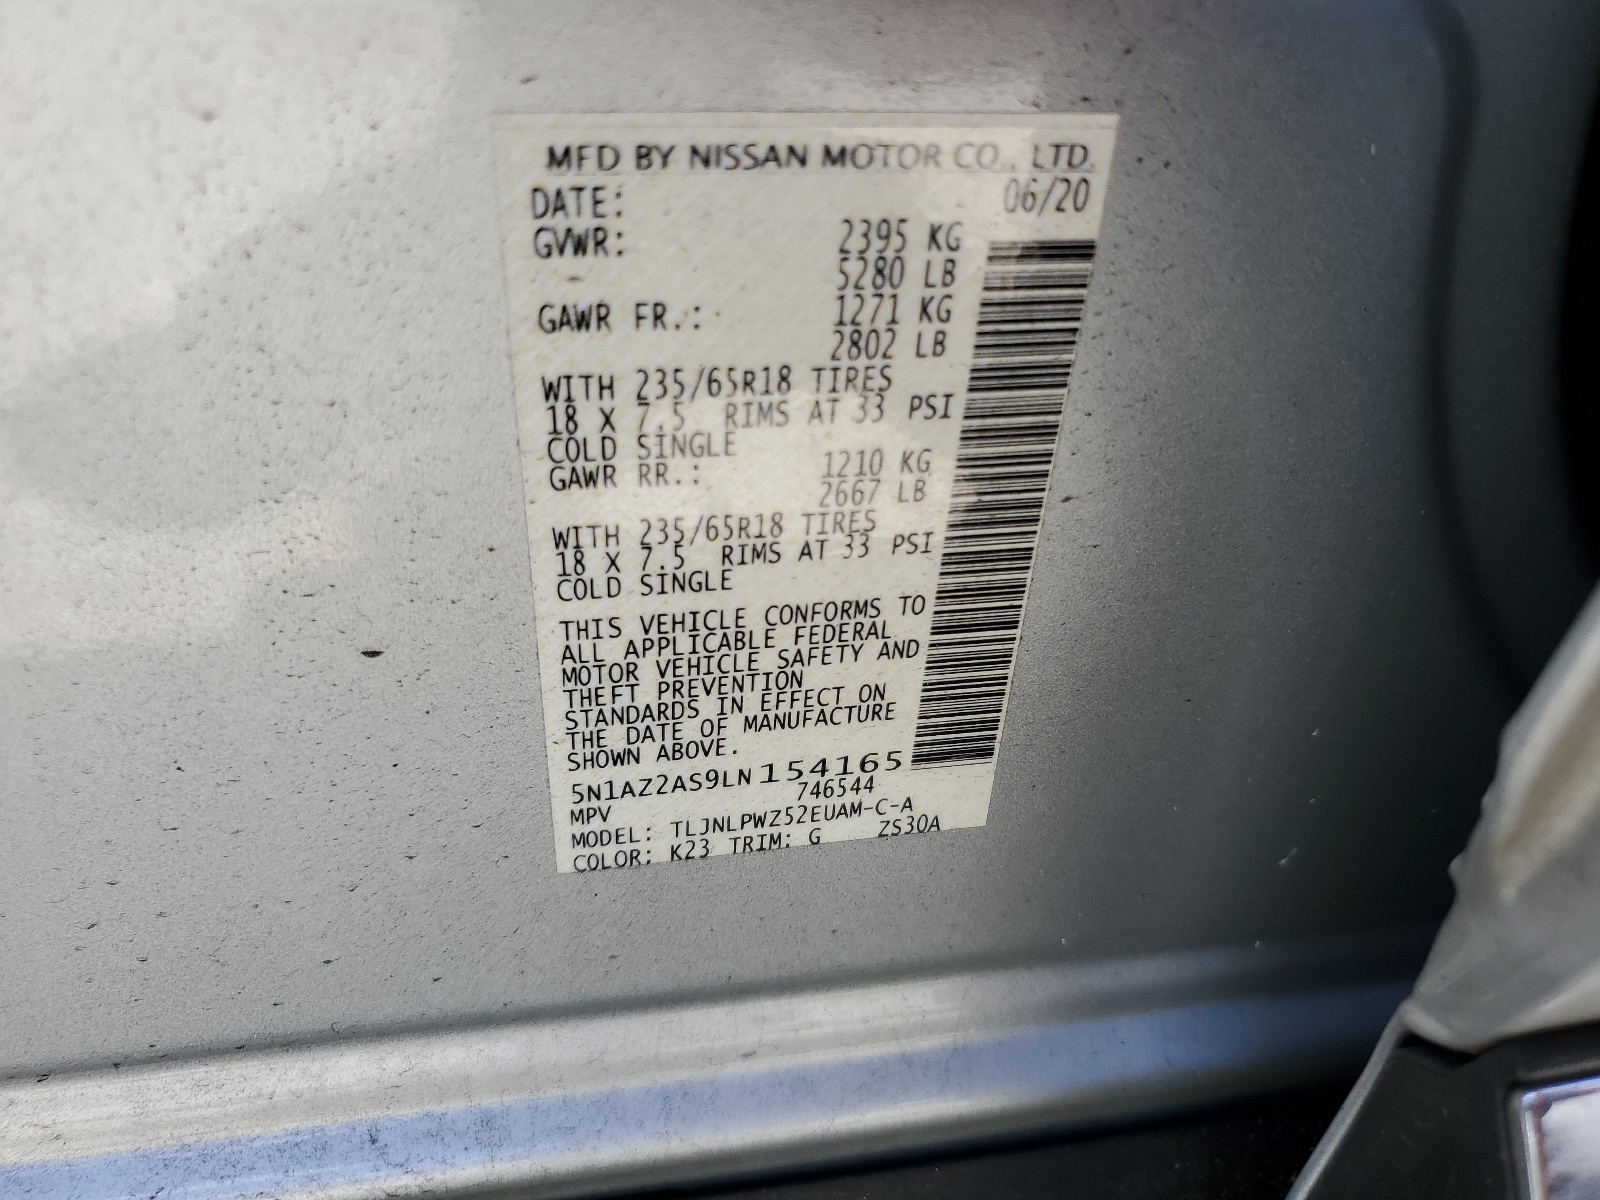 MFD BY NISSAN MOTOR CO., LTD.
DATE: 06/20
GVWR: 2395 KG
5280 LB
GAWR FR.: 1271 KG
2802 LB
WITH 235/65R18 TIRES
18 X 7.5 RIMS AT 33 PSI
COLD SINGLE
GAWR RR.: 1210 KG
2667 LB
WITH 235/65R18 TIRES
18 X 7.5 RIMS AT 33 PSI
COLD SINGLE
THIS VEHICLE CONFORMS TO
ALL APPLICABLE FEDERAL
MOTOR VEHICLE SAFETY AND
THEFT PREVENTION
STANDARDS IN EFFECT ON
THE DATE OF MANUFACTURE
SHOWN ABOVE.
5N1AZ2AS9LN154165
MPV 746544
MODEL: TLJNLPWZ52EUAM-C-A
COLOR: K23 TRIM: G ZS30A